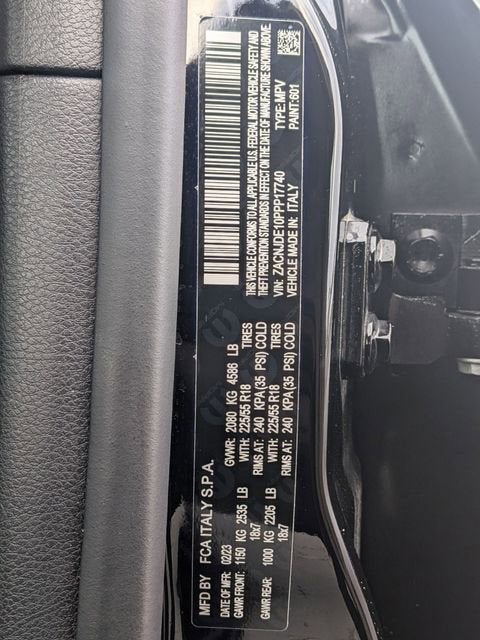 MFD BY FCA ITALY S.P.A.
DATE OF MFR: 02/23 GVWR: 2080 KG 4586 LB
GAWR FRONT: 1150 KG 2535 LB WITH: 225/55 R18 TIRES
18x7 RIMS AT: 240 KPA(35 PSI) COLD
GAWR REAR: 1000 KG 2205 LB WITH: 225/55 R18 TIRES
18x7 RIMS AT: 240 KPA(35 PSI) COLD
THIS VEHICLE CONFORMS TO ALL APPLICABLE U.S. FEDERAL MOTOR VEHICLE SAFETY AND
THEFT PREVENTION STANDARDS IN EFFECT ON THE DATE OF MANUFACTURE SHOWN ABOVE.
VIN: ZACNJDE10PPP17740 TYPE: MPV
VEHICLE MADE IN: ITALY PAINT: 601